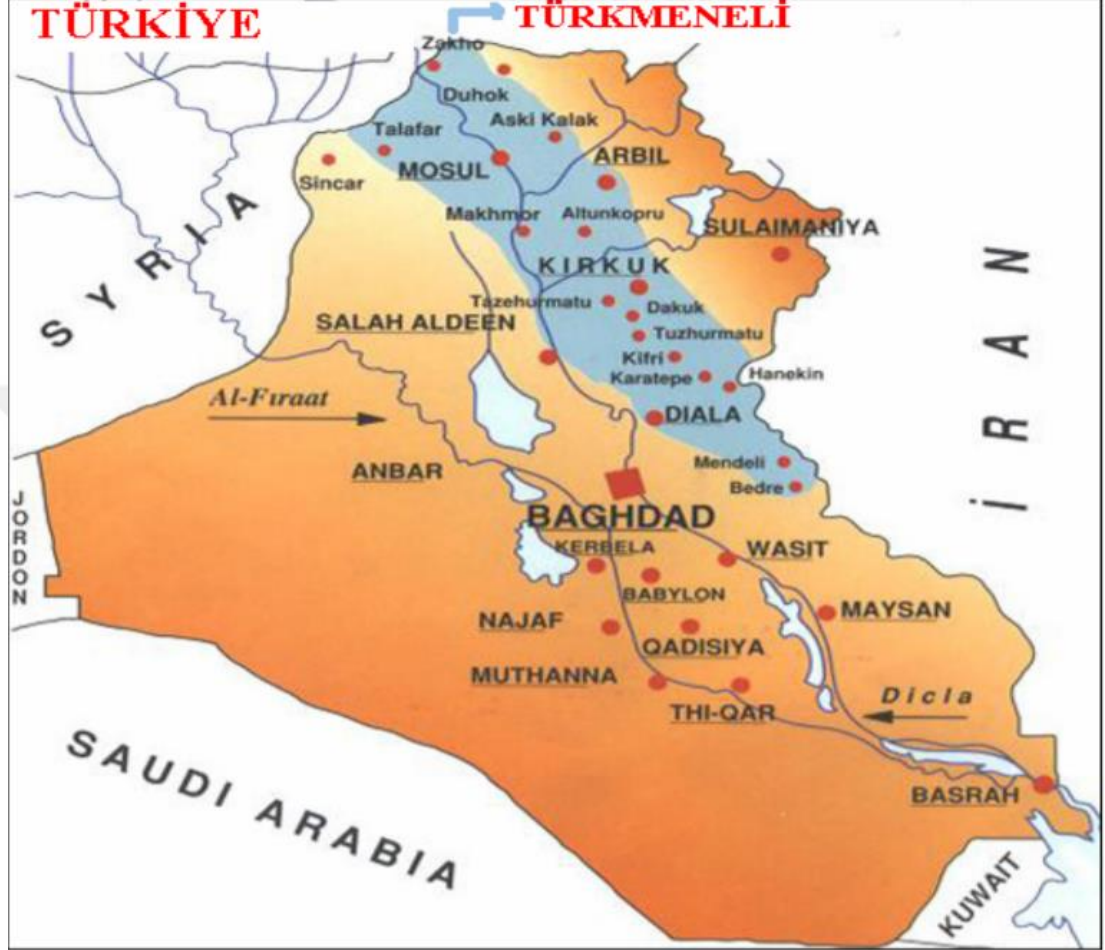 TÜRKİYE
TÜRKMENELİ
Zakho
Duhok
Aski Kalak
Talafar
MOSUL
ARBIL
Sincar
Makhmor
Altunkopru
SULAIMANIYA
SYRIA
KIRKUK
Tazehurmatu
Dakuk
SALAH ALDEEN
Tuzhurmatu
Kifri
Karatepe
Hanekin
İRAN
Al-Fıraat
DIALA
ANBAR
Mendeli
Bedre
JORDON
BAGHDAD
KERBELA
WASIT
BABYLON
MAYSAN
NAJAF
QADISIYA
MUTHANNA
Dicla
THI-QAR
SAUDI ARABIA
BASRAH
KUWAIT